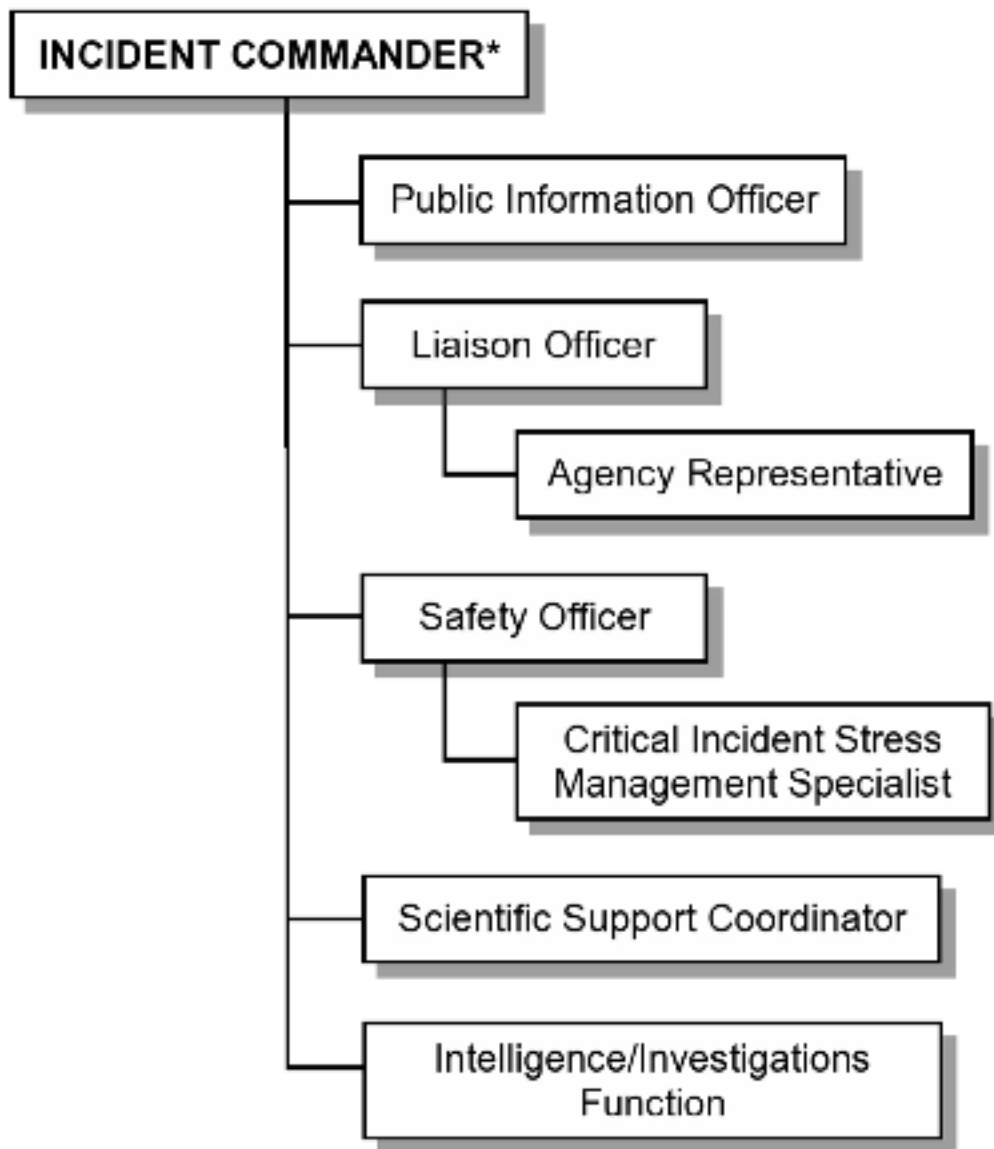 INCIDENT COMMANDER*
Public Information Officer
Liaison Officer
Agency Representative
Safety Officer
Critical Incident Stress
Management Specialist
Scientific Support Coordinator
Intelligence/Investigations
Function